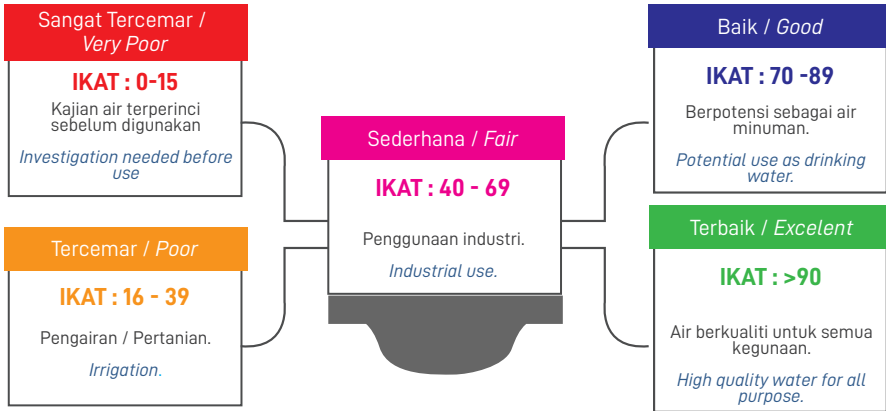 Sangat Tercemar /
Very Poor
IKAT : 0-15
Kajian air terperinci
sebelum digunakan
Investigation needed before
use
Tercemar / Poor
IKAT : 16 - 39
Pengairan / Pertanian.
Irrigation.
Sederhana / Fair
IKAT : 40 - 69
Penggunaan industri.
Industrial use.
Baik / Good
IKAT : 70 -89
Berpotensi sebagai air
minuman.
Potential use as drinking
water.
Terbaik / Excelent
IKAT : >90
Air berkualiti untuk semua
kegunaan.
High quality water for all
purpose.